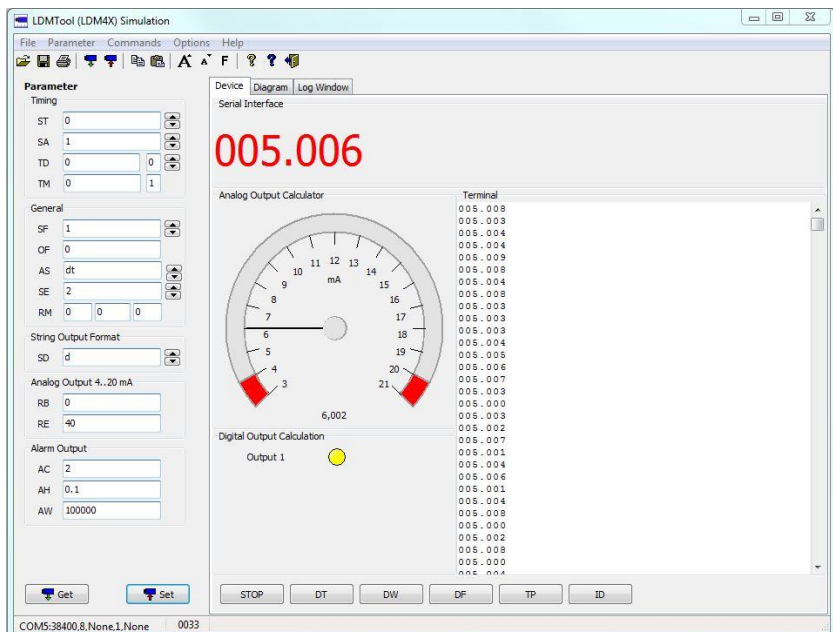 LDMTool (LDM4X) Simulation
File Parameter Commands Options Help
A A F ? ?
Parameter
Timing
ST 0
SA 1
TD 0 0
TM 0 1
General
SF 1
OF 0
AS dt
SE 2
RM 0 0 0
String Output Format
SD d
Analog Output 4..20 mA
RB 0
RE 40
Alarm Output
AC 2
AH 0.1
AW 100000
Get Set
Device Diagram Log Window
Serial Interface
005.006
Analog Output Calculator
3 4 5 6 7 8 9 10 11 12 13 14 15 16 17 18 19 20 21
mA
6,002
Digital Output Calculation
Output 1
Terminal
005.008
005.003
005.004
005.004
005.009
005.008
005.004
005.008
005.003
005.003
005.003
005.004
005.005
005.006
005.007
005.003
005.000
005.003
005.002
005.007
005.001
005.004
005.006
005.001
005.004
005.008
005.000
005.002
005.008
005.000
005.004
STOP DT DW DF TP ID
COM5:38400,8,None,1,None 0033